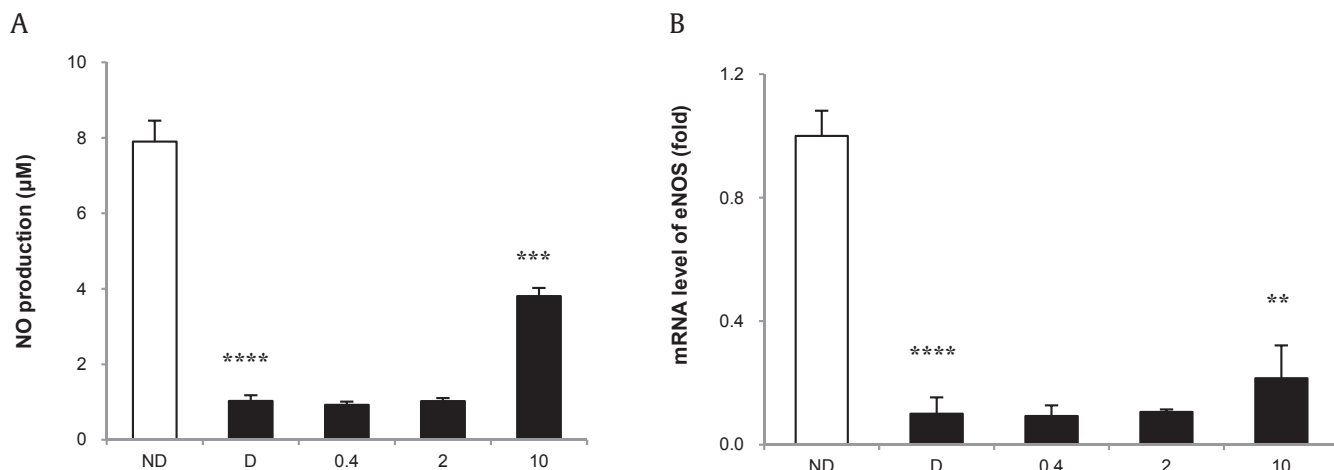 A
NO production (µM)
10
8
6
4
2
0
****
***
ND D 0.4 2 10
B
mRNA level of eNOS (fold)
1.2
0.8
0.4
0.0
****
**
ND D 0.4 2 10